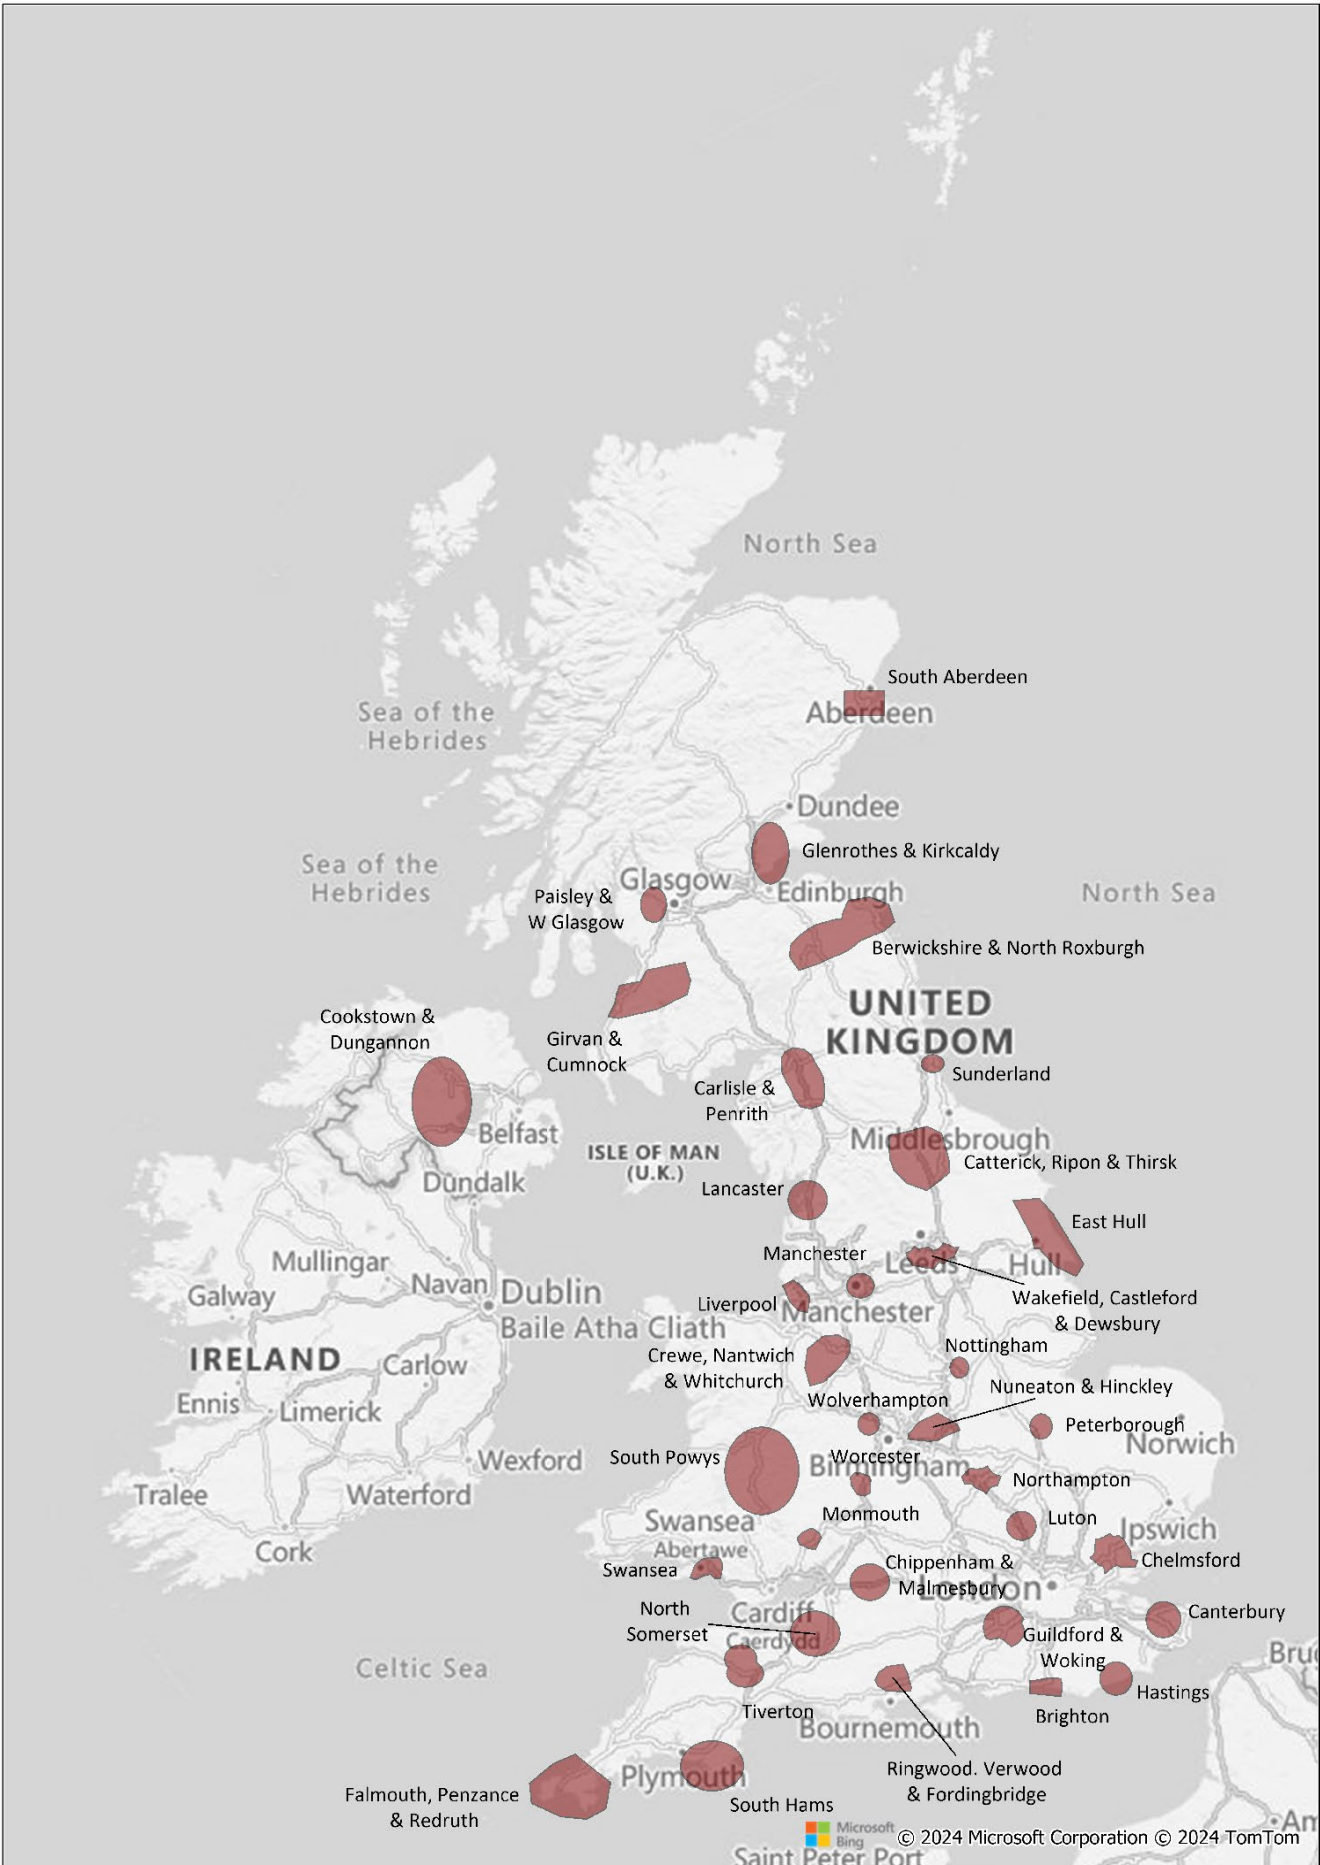 North Sea
South Aberdeen
Aberdeen
Sea of the
Hebrides
Dundee
Glenrothes & Kirkcaldy
Sea of the
Hebrides
Glasgow
Edinburgh
North Sea
Paisley &
W Glasgow
Berwickshire & North Roxburgh
UNITED
KINGDOM
Cookstown &
Dungannon
Girvan &
Cumnock
Sunderland
Carlisle &
Penrith
Belfast
Middlesbrough
ISLE OF MAN
(U.K.)
Catterick, Ripon & Thirsk
Dundalk
Lancaster
East Hull
Mullingar
Manchester
Leeds
Hull
Navan
Dublin
Baile Atha Cliath
Galway
Liverpool
Manchester
Wakefield, Castleford
& Dewsbury
IRELAND
Carlow
Crewe, Nantwich
& Whitchurch
Nottingham
Ennis
Limerick
Wolverhampton
Nuneaton & Hinckley
Peterborough
Norwich
Wexford
South Powys
Worcester
Birmingham
Northampton
Tralee
Waterford
Swansea
Abertawe
Monmouth
Luton
Ipswich
Cork
Swansea
Chippenham &
Malmesbury
London
Chelmsford
North
Somerset
Cardiff
Caerdydd
Canterbury
Guildford &
Woking
Celtic Sea
Bru
Hastings
Tiverton
Bournemouth
Brighton
Plymouth
Ringwood. Verwood
& Fordingbridge
Falmouth, Penzance
& Redruth
South Hams
Microsoft
Bing
© 2024 Microsoft Corporation © 2024 TomTom
Am
Saint Peter Port